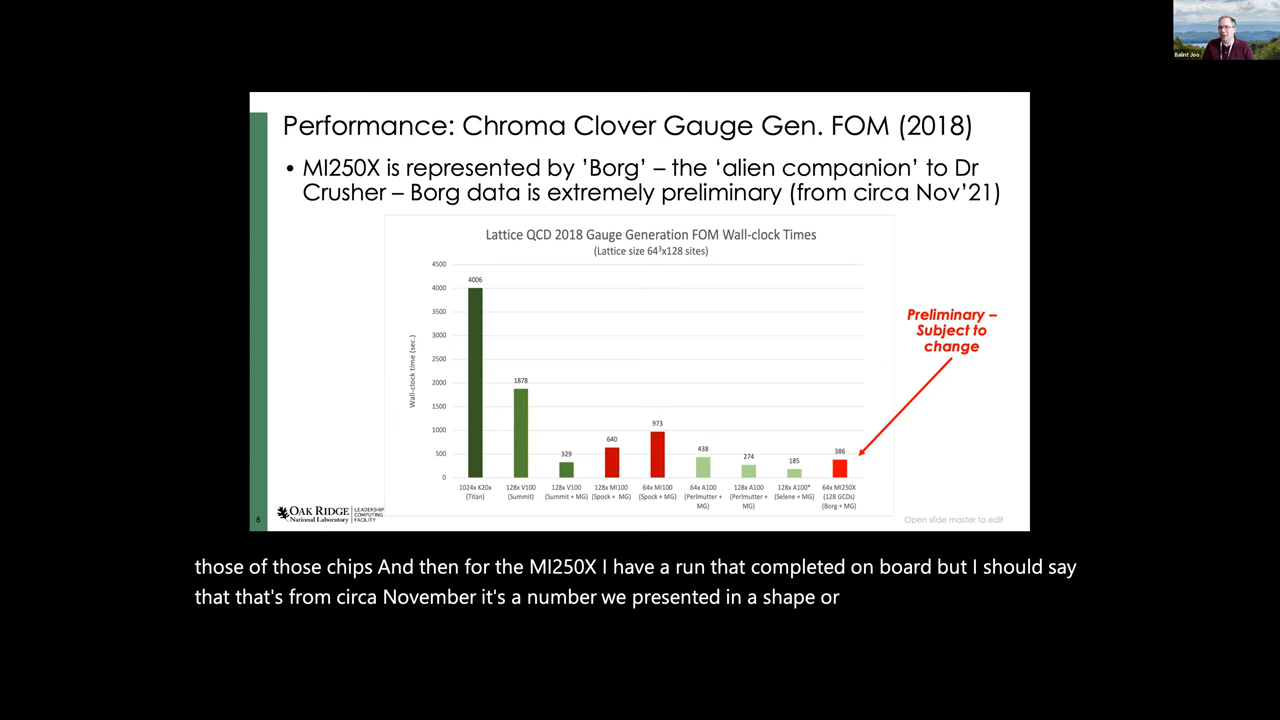 Balint Joo
Performance: Chroma Clover Gauge Gen. FOM (2018)
• MI250X is represented by ’Borg’ – the ‘alien companion’ to Dr
Crusher – Borg data is extremely preliminary (from circa Nov’21)
Lattice QCD 2018 Gauge Generation FOM Wall-clock Times
(Lattice size 64³x128 sites)
Wall-clock time (sec.)
4500
4000
3500
3000
2500
2000
1500
1000
500
0
4006
1878
329
640
973
438
274
185
386
1024x K20x
(Titan)
128x V100
(Summit)
128x V100
(Summit + MG)
128x MI100
(Spock + MG)
64x MI100
(Spock + MG)
64x A100
(Perlmutter +
MG)
128x A100
(Perlmutter +
MG)
128x A100*
(Selene + MG)
64x MI250X
(128 GCDs)
(Borg + MG)
Preliminary –
Subject to
change
8
OAK RIDGE
National Laboratory
LEADERSHIP
COMPUTING
FACILITY
Open slide master to edit
those of those chips And then for the MI250X I have a run that completed on board but I should say
that that's from circa November it's a number we presented in a shape or